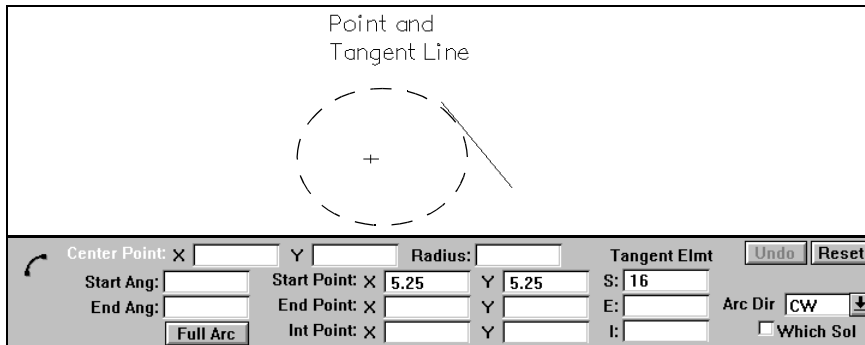 Point and
Tangent Line
Center Point: X Y Radius: Tangent Elmt Undo Reset
Start Ang: Start Point: X 5.25 Y 5.25 S: 16
End Ang: End Point: X Y E: Arc Dir CW
Full Arc Int Point: X Y I: Which Sol